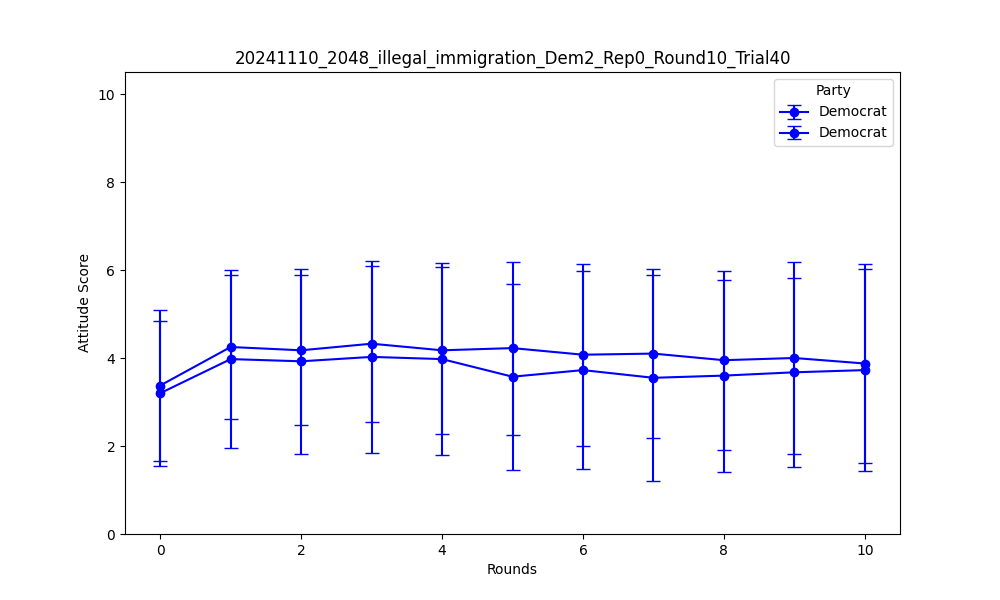 20241110_2048_illegal_immigration_Dem2_Rep0_Round10_Trial40
Party
Democrat
Democrat
Attitude Score
10
8
6
4
2
0
0 2 4 6 8 10
Rounds